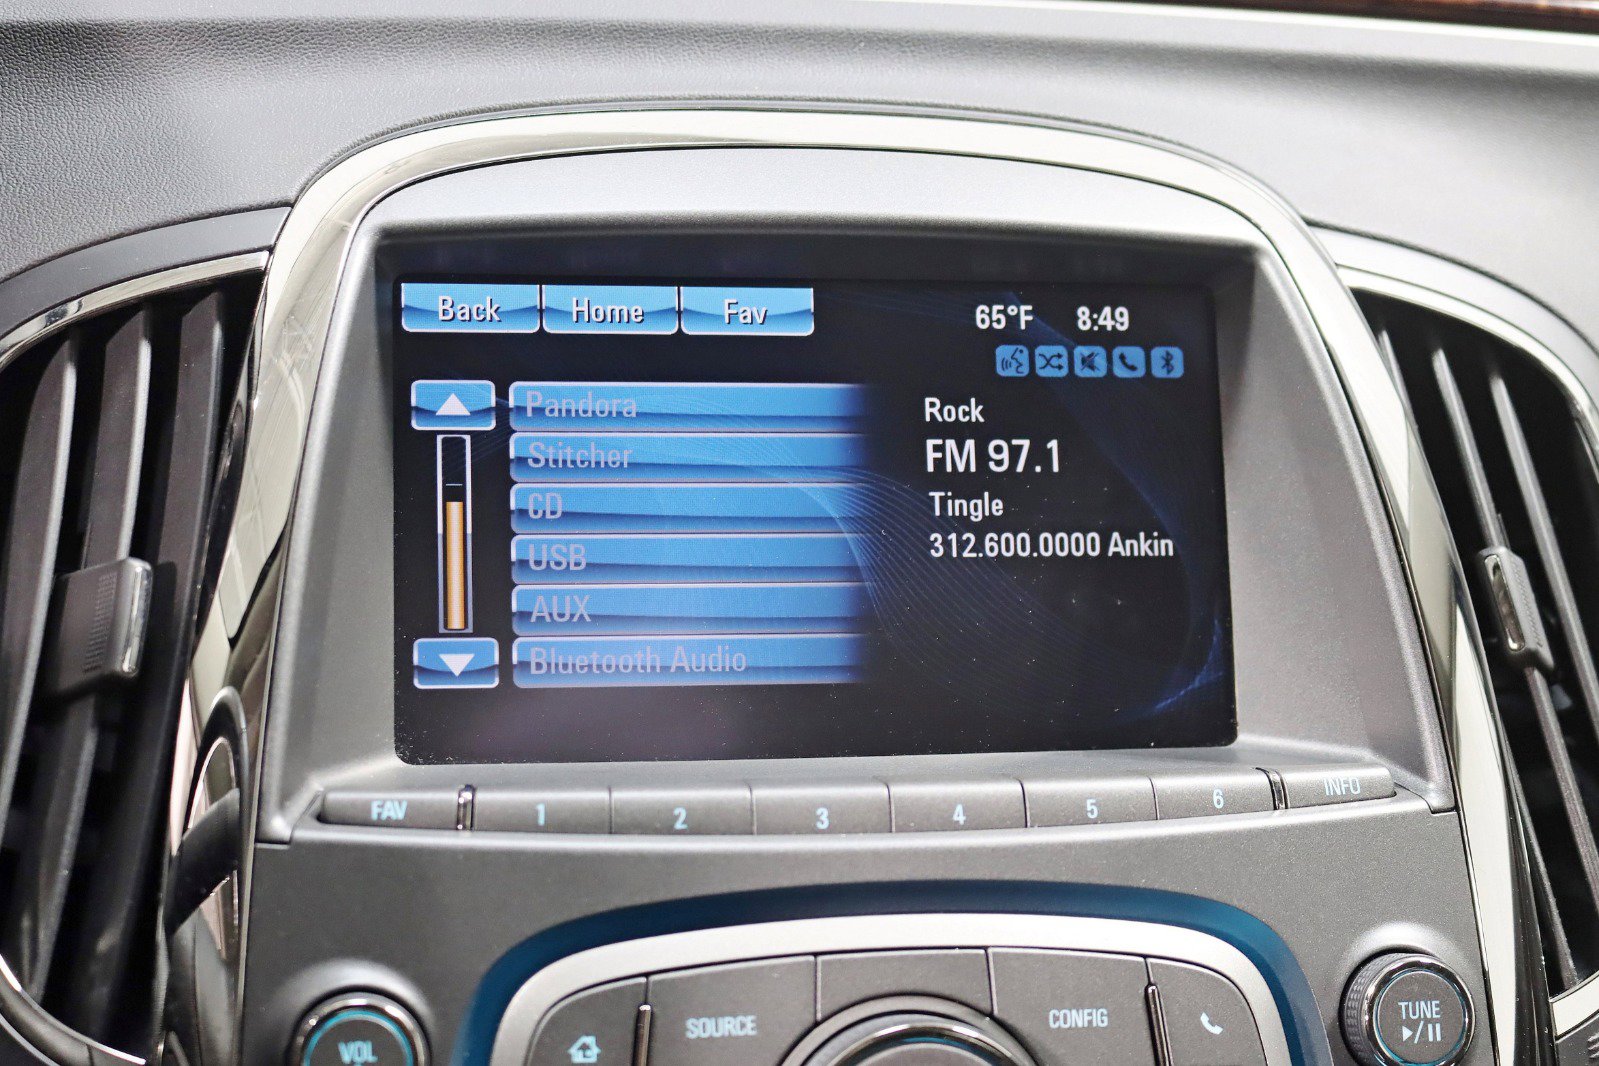 Back Home Fav
65°F 8:49
Pandora
Stitcher
CD
USB
AUX
Bluetooth Audio
Rock
FM 97.1
Tingle
312.600.0000 Ankin
FAV 1 2 3 4 5 6 INFO
SOURCE CONFIG
VOL
TUNE